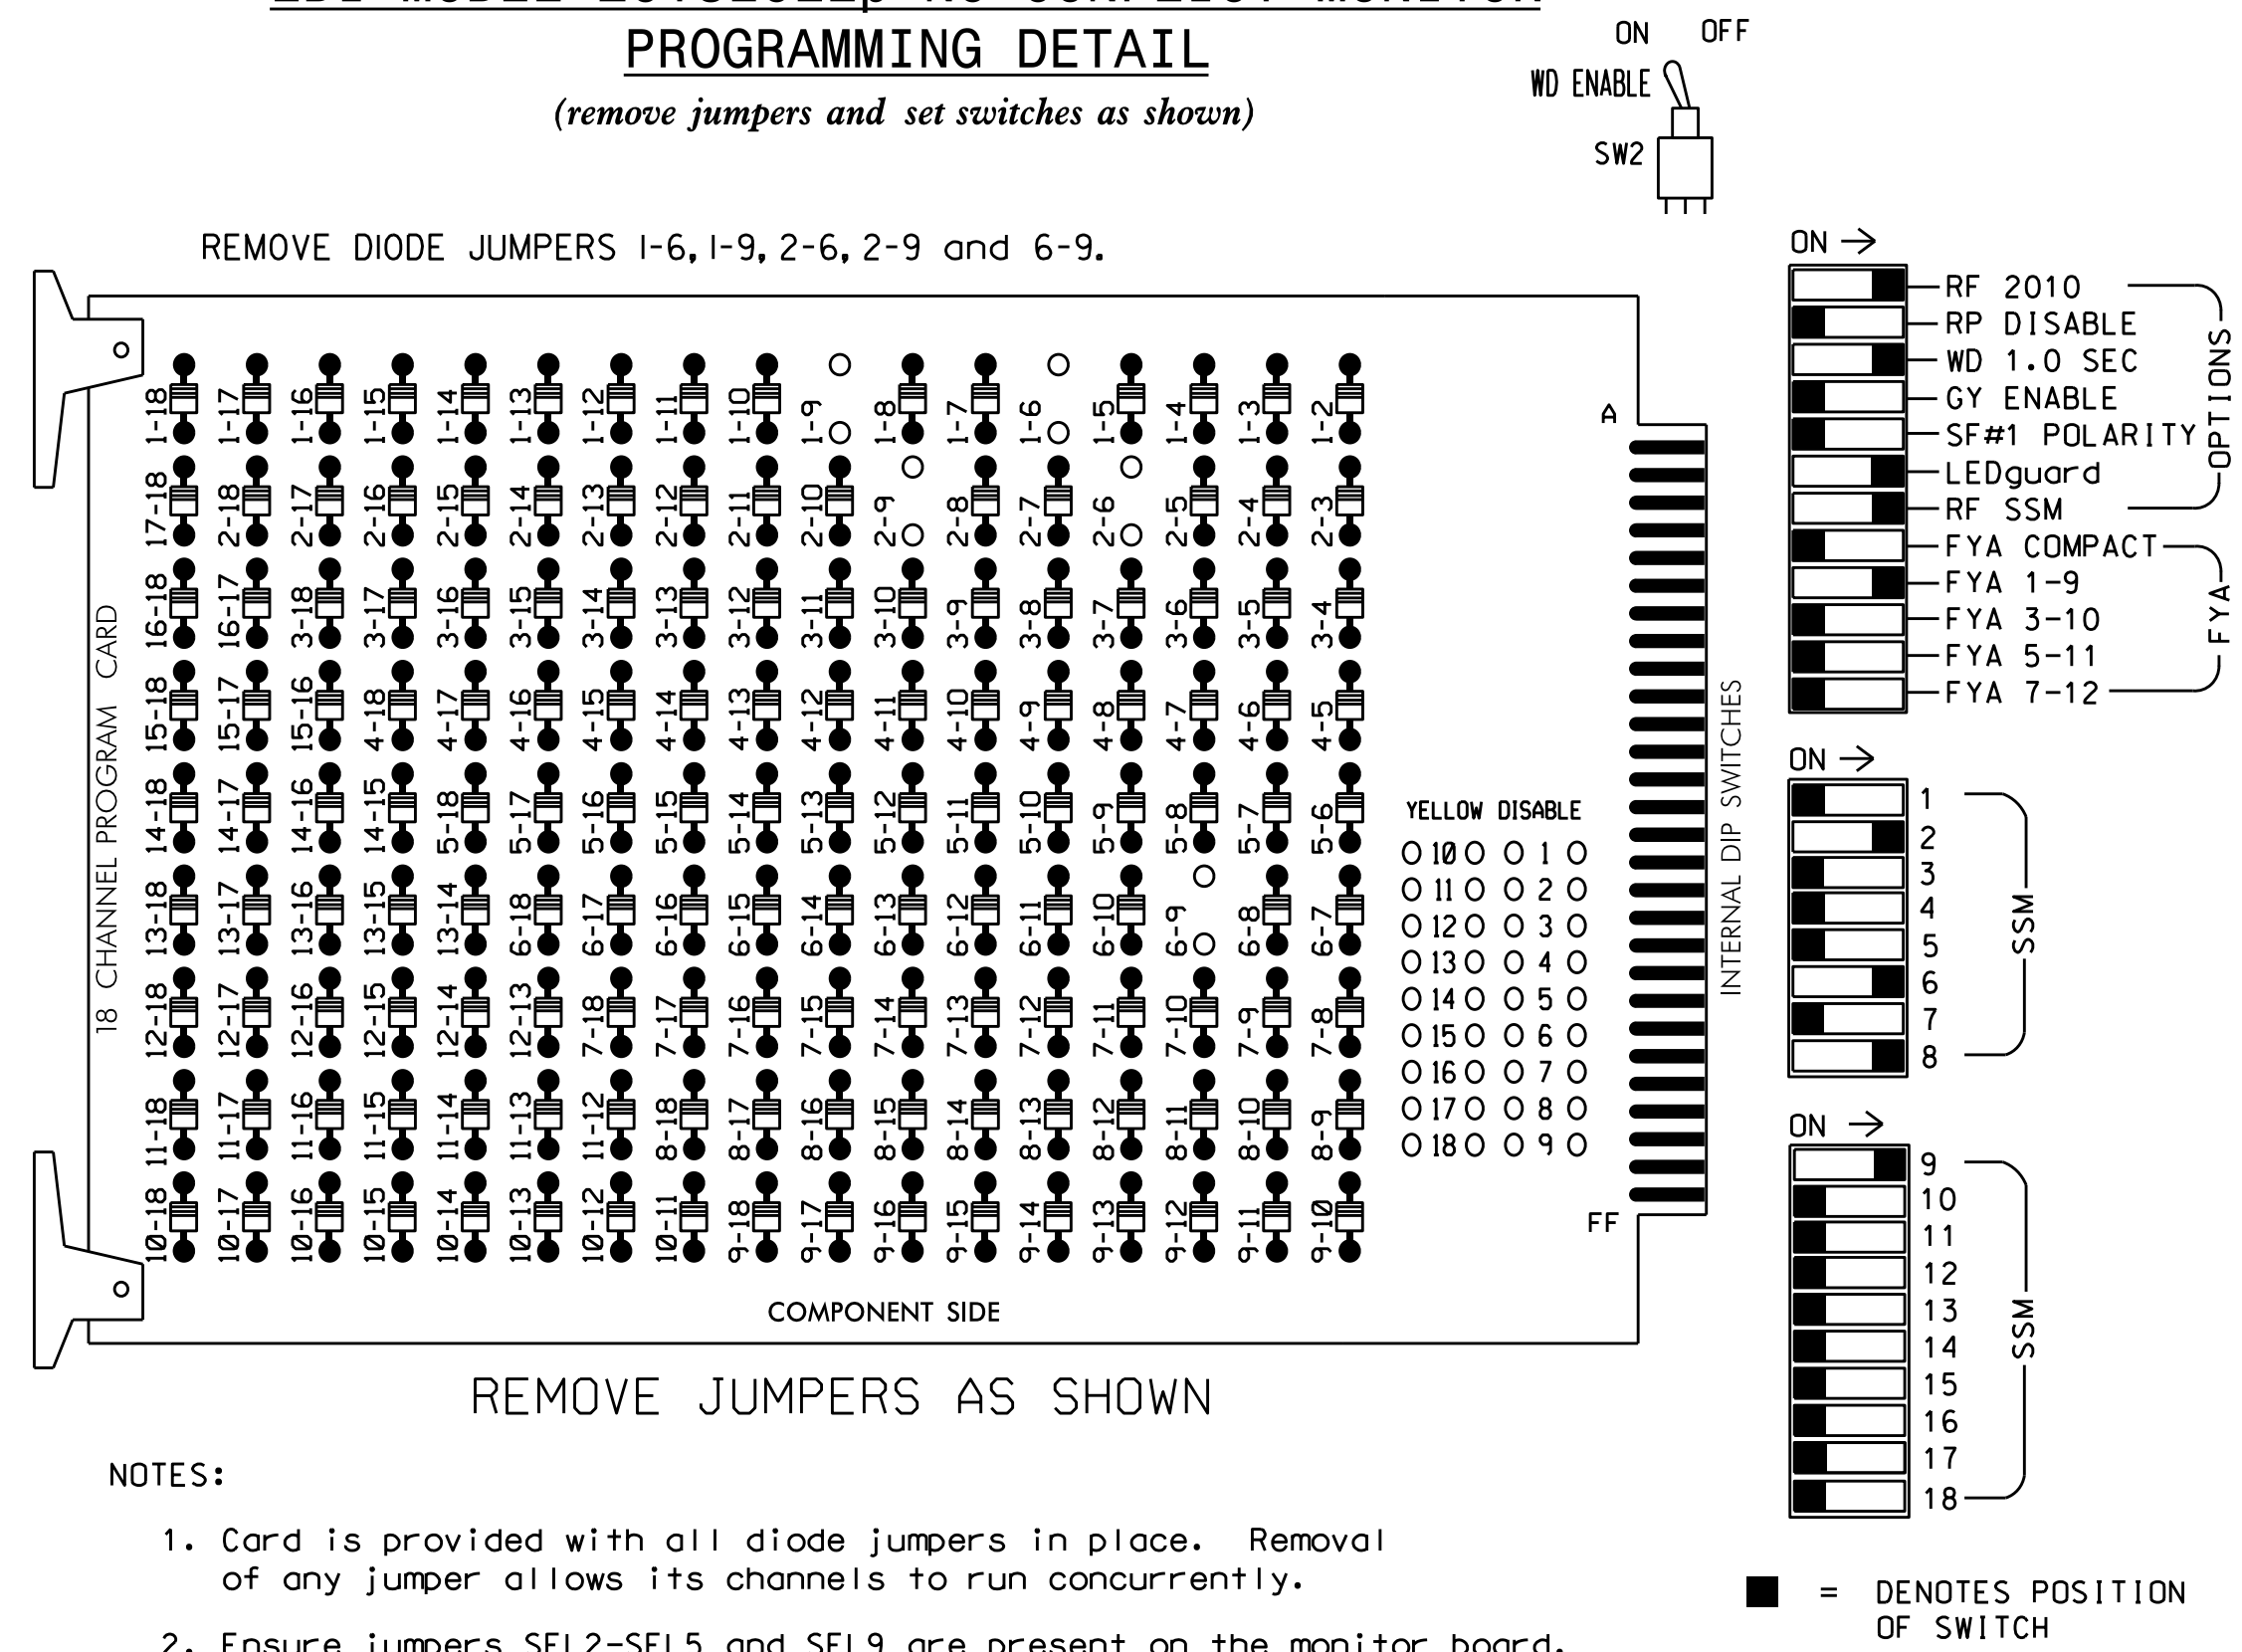 PROGRAMMING DETAIL
(remove jumpers and set switches as shown)
ON OFF
WD ENABLE
SW2
REMOVE DIODE JUMPERS 1-6, 1-9, 2-6, 2-9 and 6-9.
18 CHANNEL PROGRAM CARD
1-18 1-17 1-16 1-15 1-14 1-13 1-12 1-11 1-10 1-9 1-8 1-7 1-6 1-5 1-4 1-3 1-2
17-18 2-18 2-17 2-16 2-15 2-14 2-13 2-12 2-11 2-10 2-9 2-8 2-7 2-6 2-5 2-4 2-3
16-18 16-17 3-18 3-17 3-16 3-15 3-14 3-13 3-12 3-11 3-10 3-9 3-8 3-7 3-6 3-5 3-4
15-18 15-17 15-16 4-18 4-17 4-16 4-15 4-14 4-13 4-12 4-11 4-10 4-9 4-8 4-7 4-6 4-5
14-18 14-17 14-16 14-15 5-18 5-17 5-16 5-15 5-14 5-13 5-12 5-11 5-10 5-9 5-8 5-7 5-6
13-18 13-17 13-16 13-15 13-14 6-18 6-17 6-16 6-15 6-14 6-13 6-12 6-11 6-10 6-9 6-8 6-7
12-18 12-17 12-16 12-15 12-14 12-13 7-18 7-17 7-16 7-15 7-14 7-13 7-12 7-11 7-10 7-9 7-8
11-18 11-17 11-16 11-15 11-14 11-13 11-12 8-18 8-17 8-16 8-15 8-14 8-13 8-12 8-11 8-10 8-9
10-18 10-17 10-16 10-15 10-14 10-13 10-12 10-11 9-18 9-17 9-16 9-15 9-14 9-13 9-12 9-11 9-10
A
YELLOW DISABLE
10 1
11 2
12 3
13 4
14 5
15 6
16 7
17 8
18 9
FF
COMPONENT SIDE
INTERNAL DIP SWITCHES
ON →
RF 2010
RP DISABLE
WD 1.0 SEC
GY ENABLE
SF#1 POLARITY
LEDguard
RF SSM
OPTIONS
FYA COMPACT
FYA 1-9
FYA 3-10
FYA 5-11
FYA 7-12
FYA
ON →
1
2
3
4
5
6
7
8
SSM
ON →
9
10
11
12
13
14
15
16
17
18
SSM
= DENOTES POSITION
OF SWITCH
REMOVE JUMPERS AS SHOWN
NOTES:
1. Card is provided with all diode jumpers in place. Removal
of any jumper allows its channels to run concurrently.
2. Ensure jumpers SEL2-SEL5 and SEL9 are present on the monitor board.